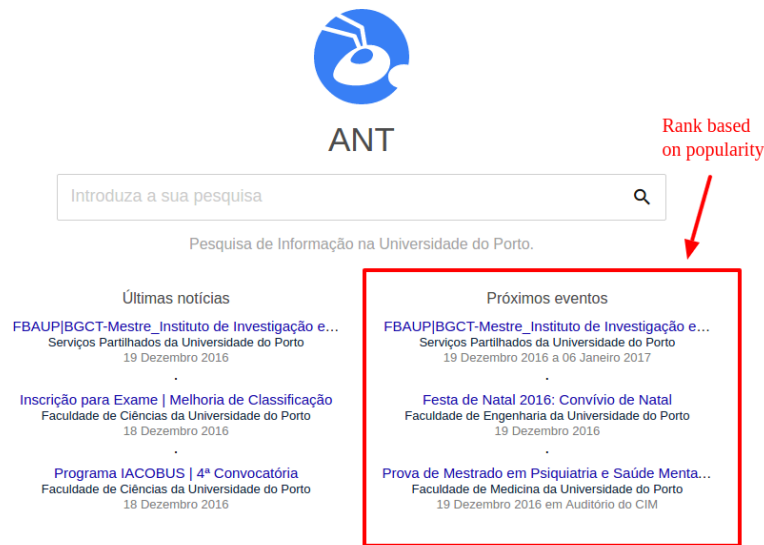 ANT
Rank based
on popularity
Introduza a sua pesquisa
Pesquisa de Informação na Universidade do Porto.
Últimas notícias
FBAUP|BGCT-Mestre_Instituto de Investigação e...
Serviços Partilhados da Universidade do Porto
19 Dezembro 2016
.
Inscrição para Exame | Melhoria de Classificação
Faculdade de Ciências da Universidade do Porto
18 Dezembro 2016
.
Programa IACOBUS | 4ª Convocatória
Faculdade de Ciências da Universidade do Porto
18 Dezembro 2016
Próximos eventos
FBAUP|BGCT-Mestre_Instituto de Investigação e...
Serviços Partilhados da Universidade do Porto
19 Dezembro 2016 a 06 Janeiro 2017
.
Festa de Natal 2016: Convívio de Natal
Faculdade de Engenharia da Universidade do Porto
19 Dezembro 2016
.
Prova de Mestrado em Psiquiatria e Saúde Menta...
Faculdade de Medicina da Universidade do Porto
19 Dezembro 2016 em Auditório do CIM